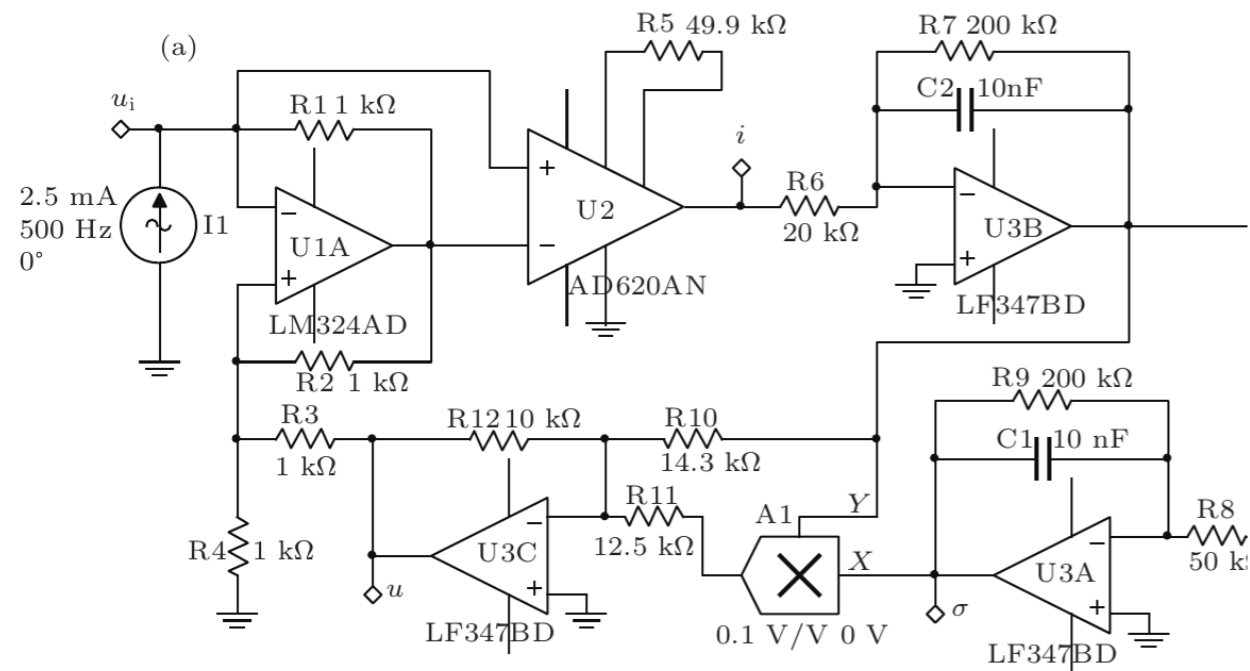 (a)
R5 49.9 kΩ
R7 200 kΩ
C2 10nF
uᵢ
R1 1 kΩ
i
R6
20 kΩ
+
−
U2
AD620AN
−
+
U3B
LF347BD
2.5 mA
500 Hz
0°
I1
−
+
U1A
LM324AD
R2 1 kΩ
R3
1 kΩ
R12 10 kΩ
R10
14.3 kΩ
R9 200 kΩ
C1 10 nF
R4 1 kΩ
−
+
U3C
LF347BD
u
R11
12.5 kΩ
A1
Y
X
0.1 V/V 0 V
σ
−
+
U3A
LF347BD
R8
50